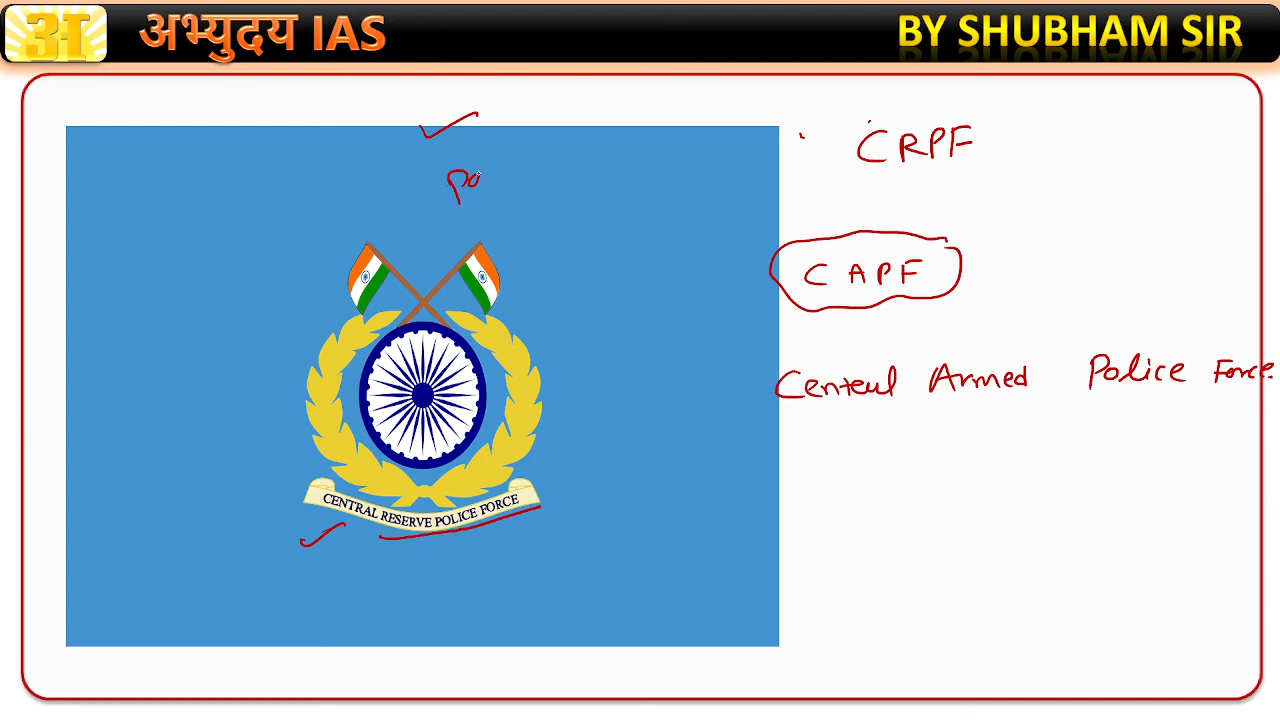 अभ्युदय IAS
BY SHUBHAM SIR
CRPF
CAPF
Centeul Armed Police Force.
CENTRAL RESERVE POLICE FORCE